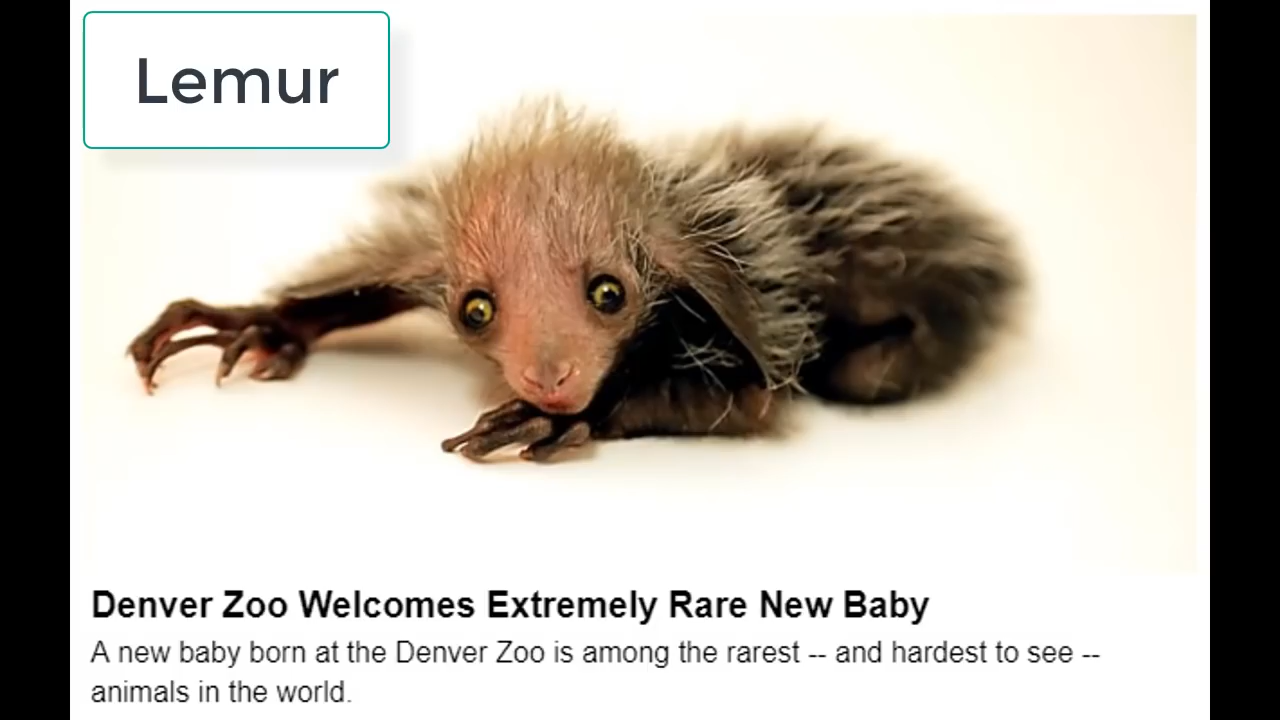 Lemur
Denver Zoo Welcomes Extremely Rare New Baby
A new baby born at the Denver Zoo is among the rarest -- and hardest to see --
animals in the world.